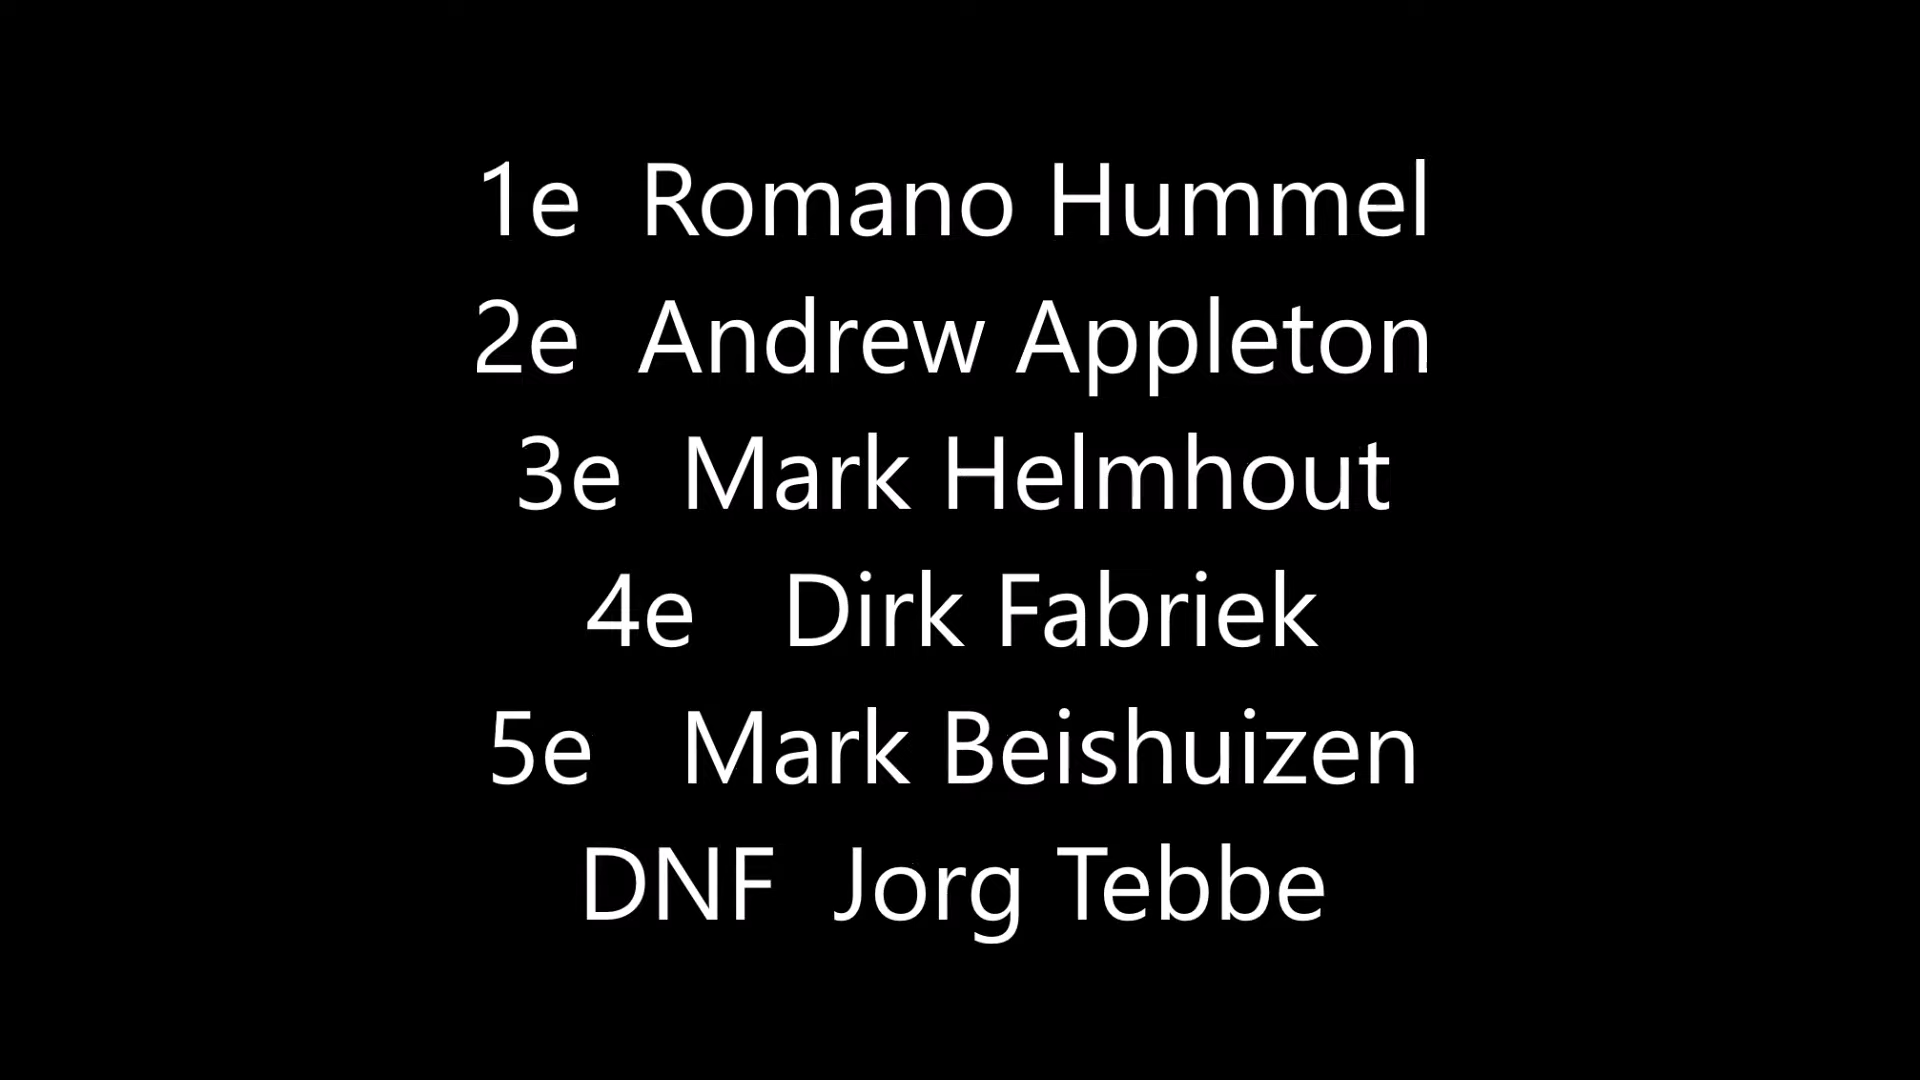 1e Romano Hummel
2e Andrew Appleton
3e Mark Helmhout
4e Dirk Fabriek
5e Mark Beishuizen
DNF Jorg Tebbe